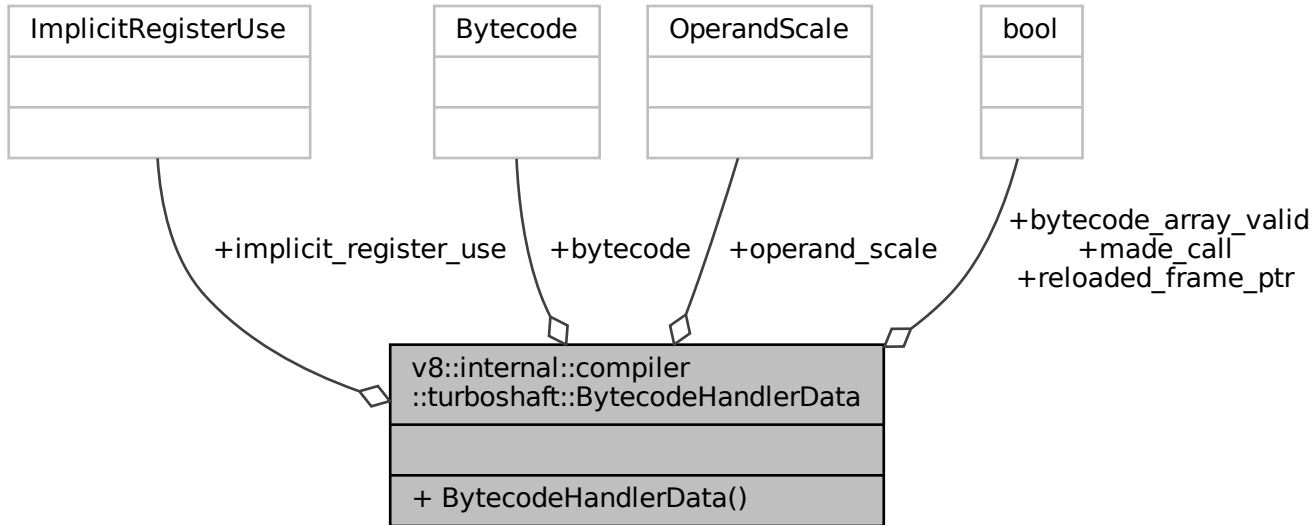 ImplicitRegisterUse
Bytecode
OperandScale
bool
+implicit_register_use
+bytecode
+operand_scale
+bytecode_array_valid
+made_call
+reloaded_frame_ptr
v8::internal::compiler
::turboshaft::BytecodeHandlerData
+ BytecodeHandlerData()